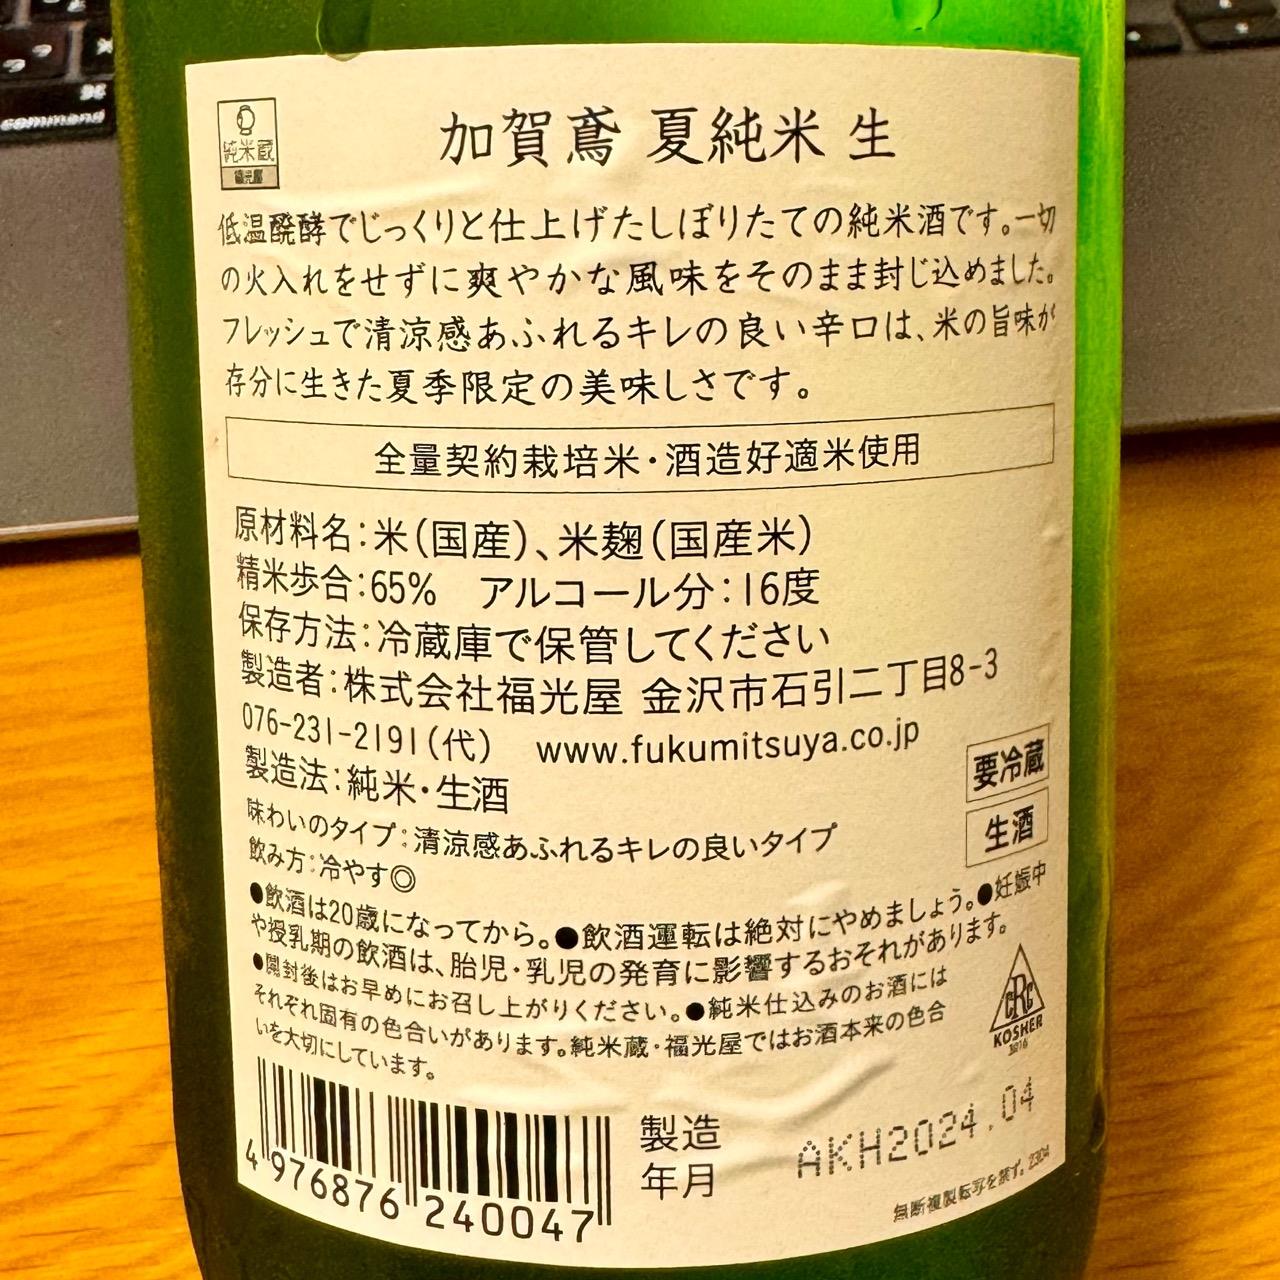 純米蔵
福光屋
加賀鳶 夏純米 生
低温醗酵でじっくりと仕上げたしぼりたての純米酒です。一切
の火入れをせずに爽やかな風味をそのまま封じ込めました。
フレッシュで清涼感あふれるキレの良い辛口は、米の旨味が
存分に生きた夏季限定の美味しさです。
全量契約栽培米・酒造好適米使用
原材料名:米(国産)、米麹(国産米)
精米歩合:65% アルコール分:16度
保存方法:冷蔵庫で保管してください
製造者:株式会社福光屋 金沢市石引二丁目8-3
076-231-2191(代) www.fukumitsuya.co.jp
製造法:純米・生酒
要冷蔵
生酒
味わいのタイプ:清涼感あふれるキレの良いタイプ
飲み方:冷やす◎
●飲酒は20歳になってから。●飲酒運転は絶対にやめましょう。●妊娠中
や授乳期の飲酒は、胎児・乳児の発育に影響するおそれがあります。
●開封後はお早めにお召し上がりください。●純米仕込みのお酒には
それぞれ固有の色合いがあります。純米蔵・福光屋ではお酒本来の色合
いを大切にしています。
CRC
KOSHER
4 976876 240047
製造
年月
AKH2024.04
無断複製転写を禁ず。2304
command